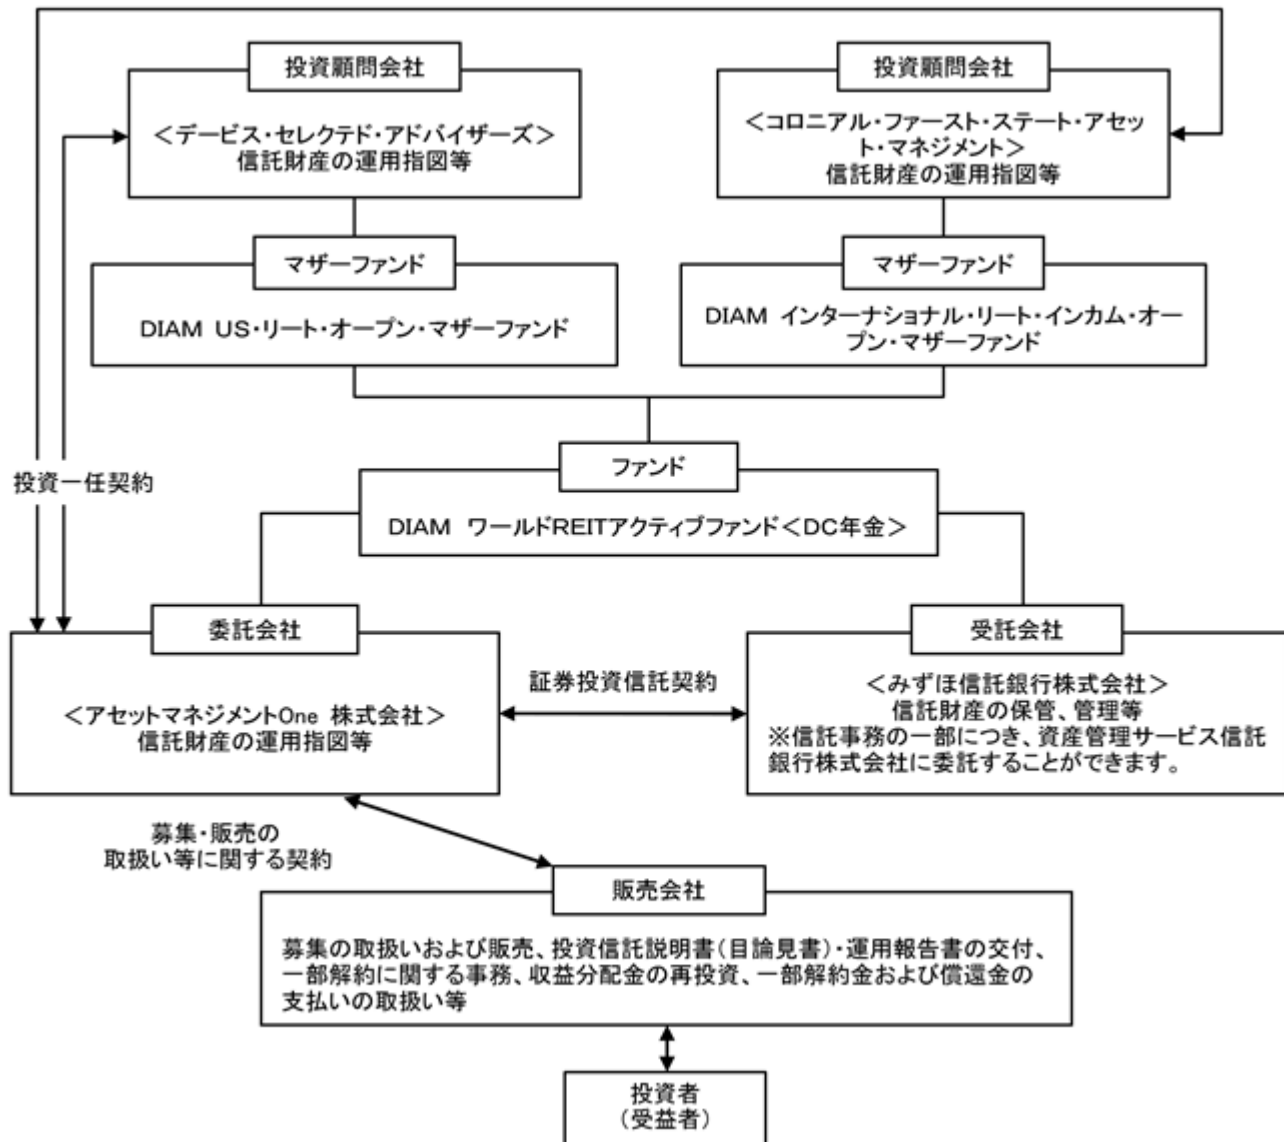 投資顧問会社
＜デービス・セレクテド・アドバイザーズ＞
信託財産の運用指図等
投資顧問会社
＜コロニアル・ファースト・ステート・アセッ
ト・マネジメント＞
信託財産の運用指図等
マザーファンド
DIAM US・リート・オープン・マザーファンド
マザーファンド
DIAM インターナショナル・リート・インカム・オー
プン・マザーファンド
投資一任契約
ファンド
DIAM ワールドREITアクティブファンド＜DC年金＞
委託会社
＜アセットマネジメントOne 株式会社＞
信託財産の運用指図等
証券投資信託契約
受託会社
＜みずほ信託銀行株式会社＞
信託財産の保管、管理等
※信託事務の一部につき、資産管理サービス信託
銀行株式会社に委託することができます。
募集・販売の
取扱い等に関する契約
販売会社
募集の取扱いおよび販売、投資信託説明書（目論見書）・運用報告書の交付、
一部解約に関する事務、収益分配金の再投資、一部解約金および償還金の
支払いの取扱い等
投資者
（受益者）